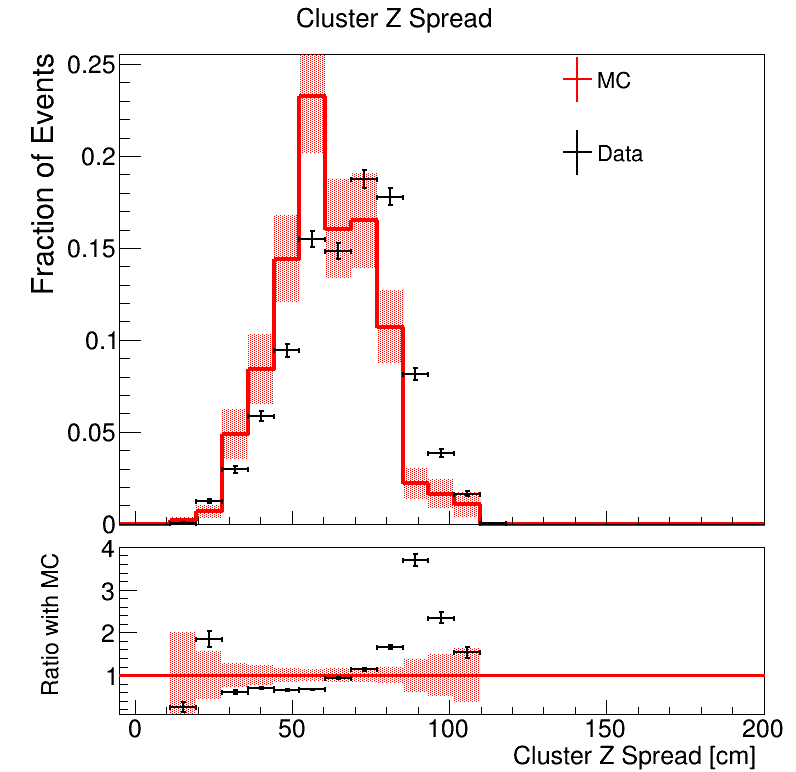 Cluster Z Spread
Fraction of Events
0.25
0.2
0.15
0.1
0.05
0
MC
Data
Ratio with MC
4
3
2
1
0 50 100 150 200
Cluster Z Spread [cm]